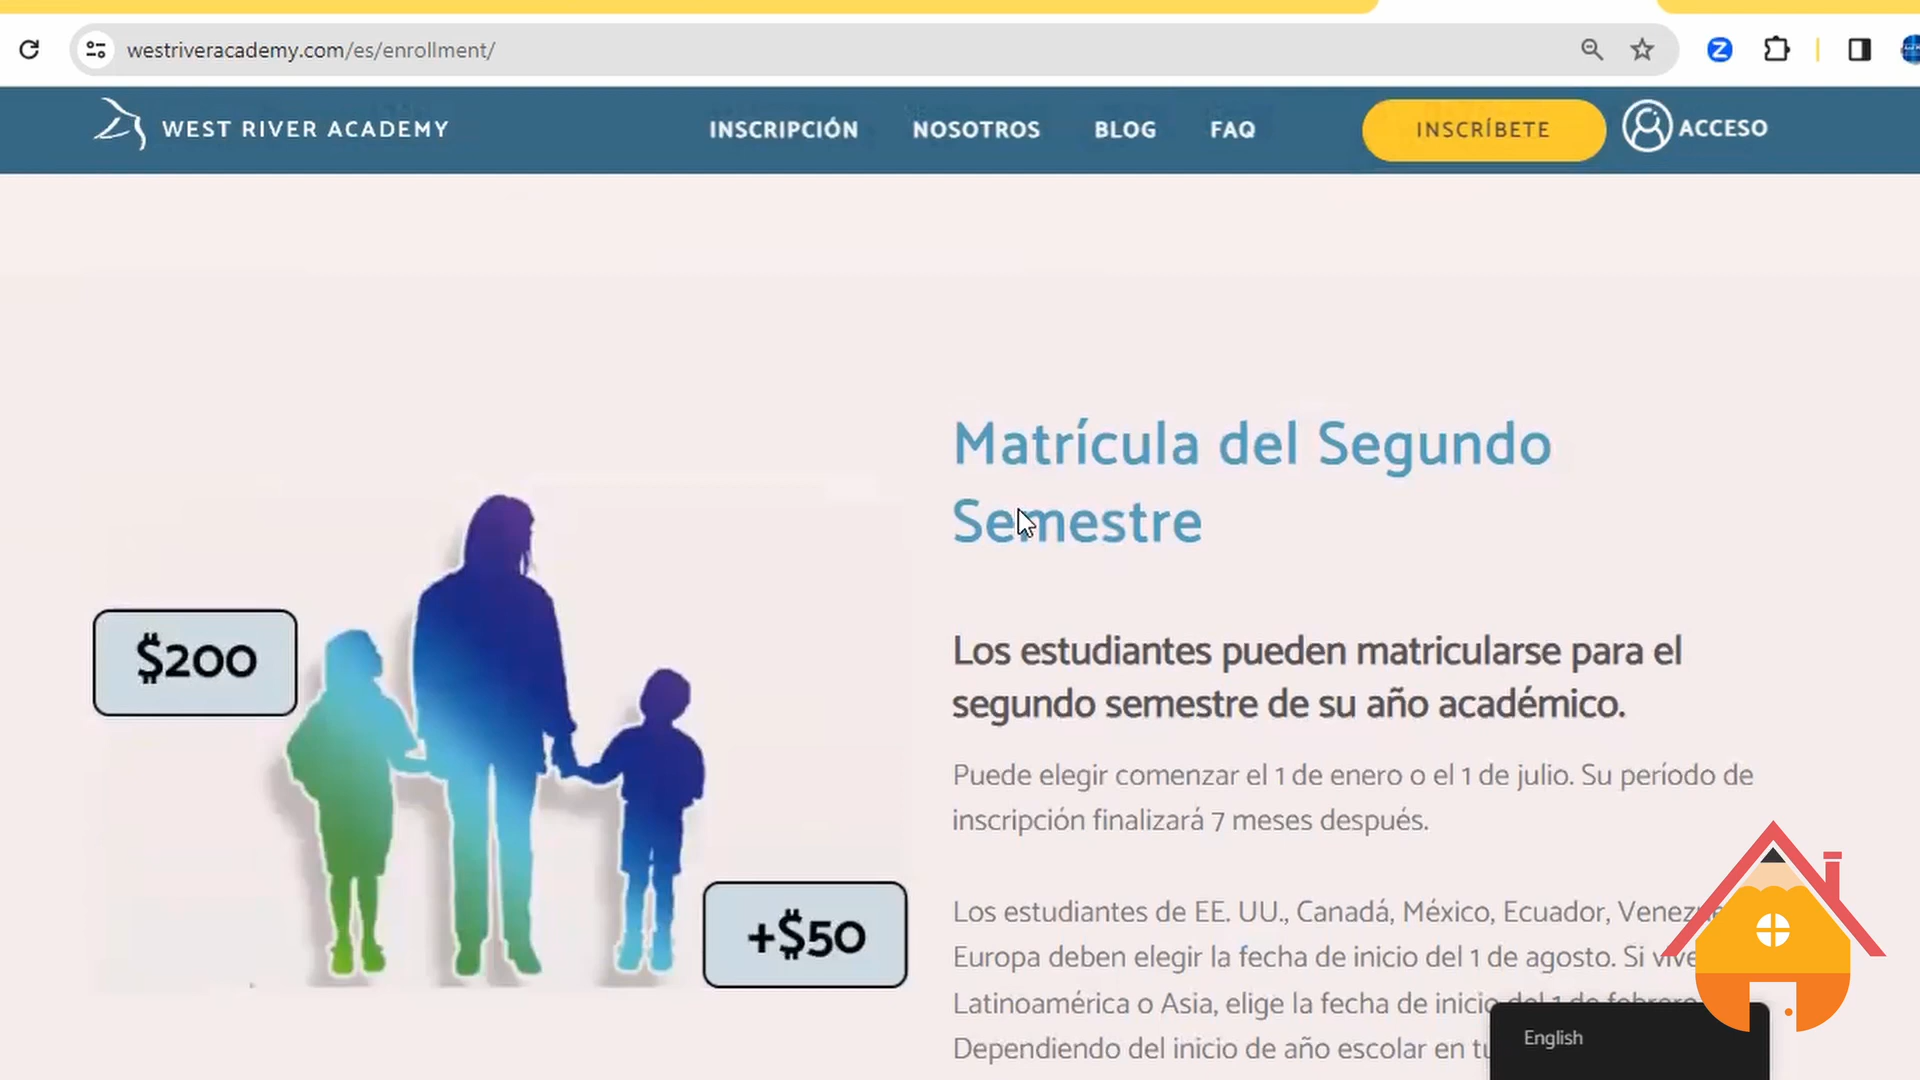 westriveracademy.com/es/enrollment/
WEST RIVER ACADEMY
INSCRIPCIÓN
NOSOTROS
BLOG
FAQ
INSCRÍBETE
ACCESO
Matrícula del Segundo
Semestre
$200
+$50
Los estudiantes pueden matricularse para el
segundo semestre de su año académico.
Puede elegir comenzar el 1 de enero o el 1 de julio. Su período de
inscripción finalizará 7 meses después.
Los estudiantes de EE. UU., Canadá, México, Ecuador,
Europa deben elegir la fecha de inicio del 1 de agosto. Si
Latinoamérica o Asia, elige la fecha de inicio del 1 de febrero
Dependiendo del inicio de año escolar en
English